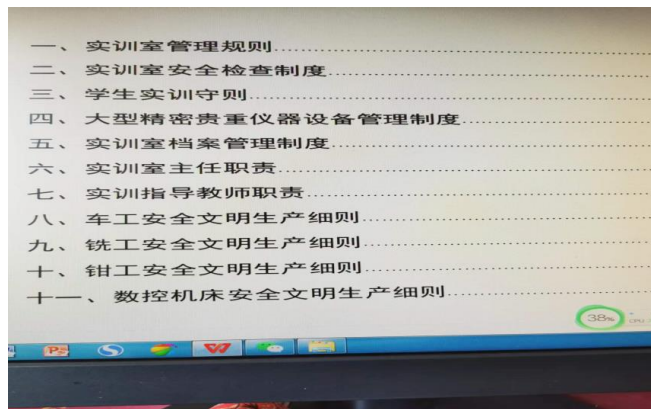 一、实训室管理规则........................
二、实训室安全检查制度........................
三、学生实训守则........................
四、大型精密贵重仪器设备管理制度........................
五、实训室档案管理制度........................
六、实训室主任职责........................
七、实训指导教师职责........................
八、车工安全文明生产细则........................
九、铣工安全文明生产细则........................
十、钳工安全文明生产细则........................
十一、数控机床安全文明生产细则........................
38%